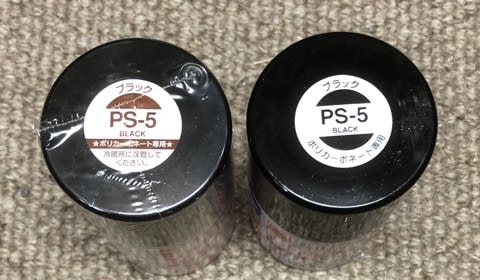 ブラック
PS-5
BLACK
★ポリカーボネート専用★
冷暗所に保管して
ください。
ブラック
PS-5
BLACK
ポリカーボネート専用